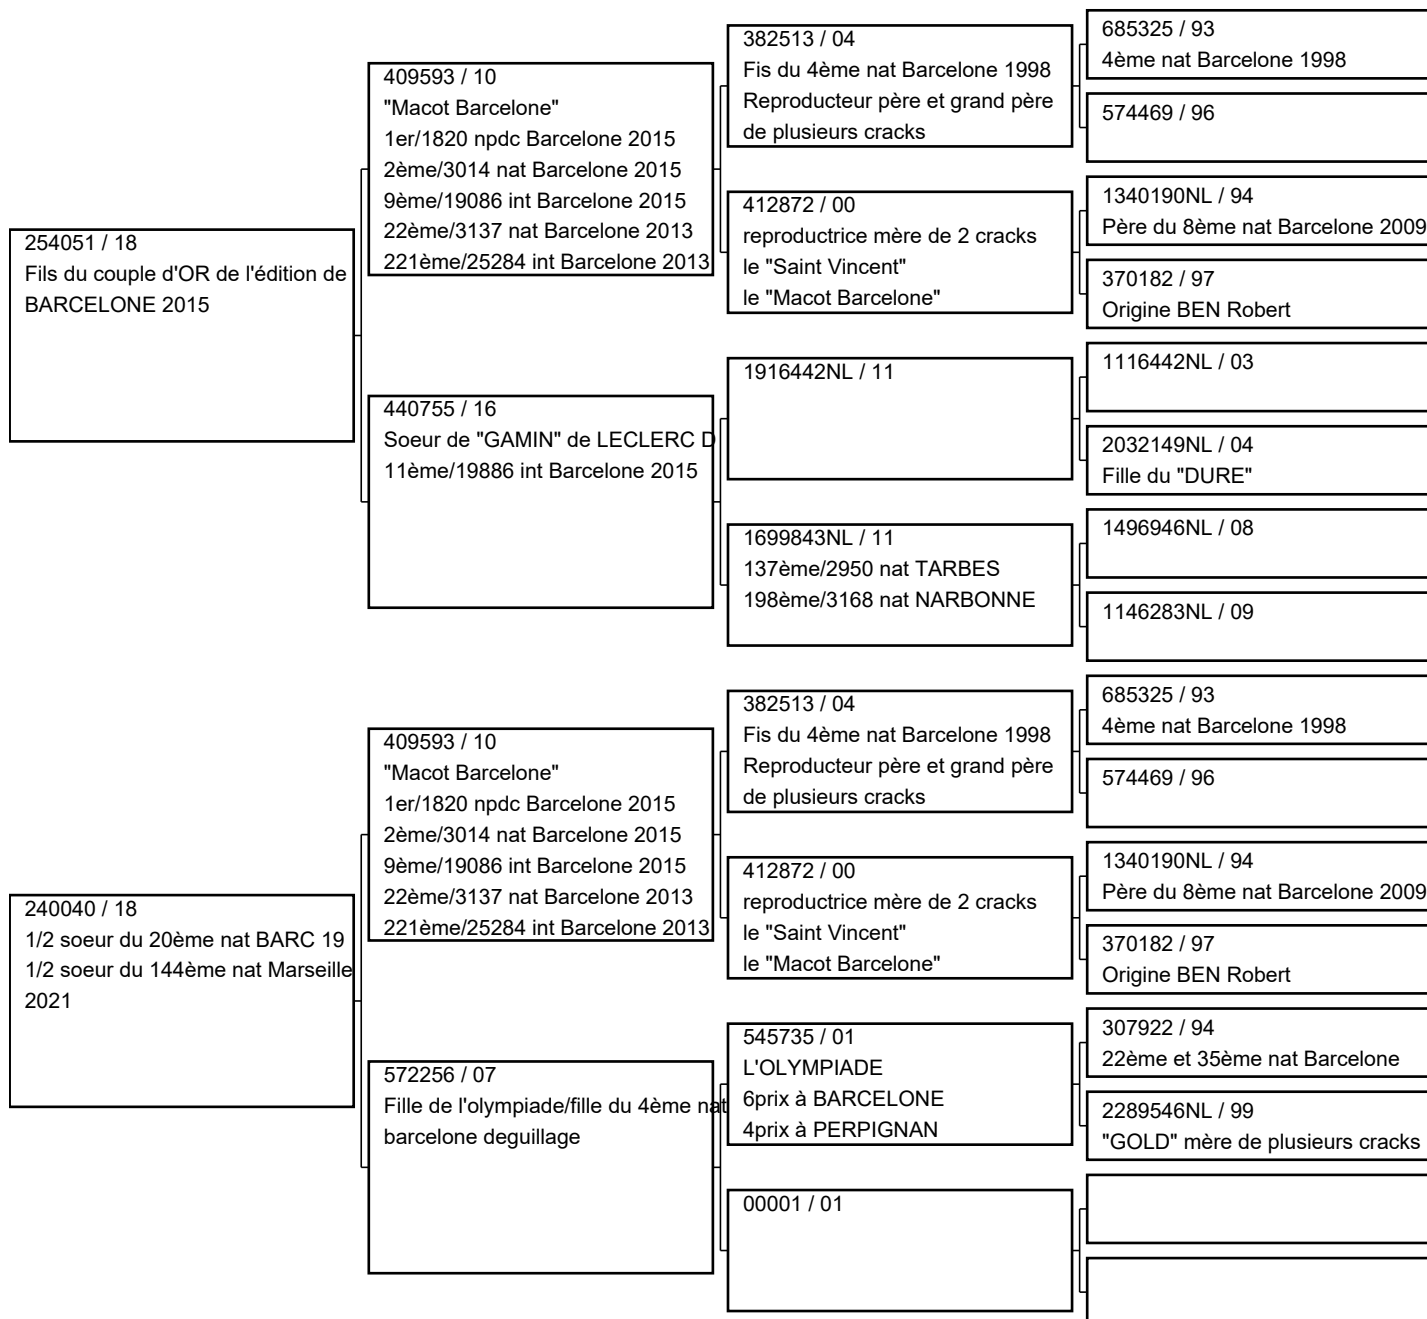 254051 / 18
Fils du couple d'OR de l'édition de
BARCELONE 2015
409593 / 10
"Macot Barcelone"
1er/1820 npdc Barcelone 2015
2ème/3014 nat Barcelone 2015
9ème/19086 int Barcelone 2015
22ème/3137 nat Barcelone 2013
221ème/25284 int Barcelone 2013
382513 / 04
Fis du 4ème nat Barcelone 1998
Reproducteur père et grand père
de plusieurs cracks
685325 / 93
4ème nat Barcelone 1998
574469 / 96
412872 / 00
reproductrice mère de 2 cracks
le "Saint Vincent"
le "Macot Barcelone"
1340190NL / 94
Père du 8ème nat Barcelone 2009
370182 / 97
Origine BEN Robert
440755 / 16
Soeur de "GAMIN" de LECLERC D
11ème/19886 int Barcelone 2015
1916442NL / 11
1116442NL / 03
2032149NL / 04
Fille du "DURE"
1699843NL / 11
137ème/2950 nat TARBES
198ème/3168 nat NARBONNE
1496946NL / 08
1146283NL / 09
240040 / 18
1/2 soeur du 20ème nat BARC 19
1/2 soeur du 144ème nat Marseille
2021
409593 / 10
"Macot Barcelone"
1er/1820 npdc Barcelone 2015
2ème/3014 nat Barcelone 2015
9ème/19086 int Barcelone 2015
22ème/3137 nat Barcelone 2013
221ème/25284 int Barcelone 2013
382513 / 04
Fis du 4ème nat Barcelone 1998
Reproducteur père et grand père
de plusieurs cracks
685325 / 93
4ème nat Barcelone 1998
574469 / 96
412872 / 00
reproductrice mère de 2 cracks
le "Saint Vincent"
le "Macot Barcelone"
1340190NL / 94
Père du 8ème nat Barcelone 2009
370182 / 97
Origine BEN Robert
572256 / 07
Fille de l'olympiade/fille du 4ème nat
barcelone deguillage
545735 / 01
L'OLYMPIADE
6prix à BARCELONE
4prix à PERPIGNAN
307922 / 94
22ème et 35ème nat Barcelone
2289546NL / 99
"GOLD" mère de plusieurs cracks
00001 / 01